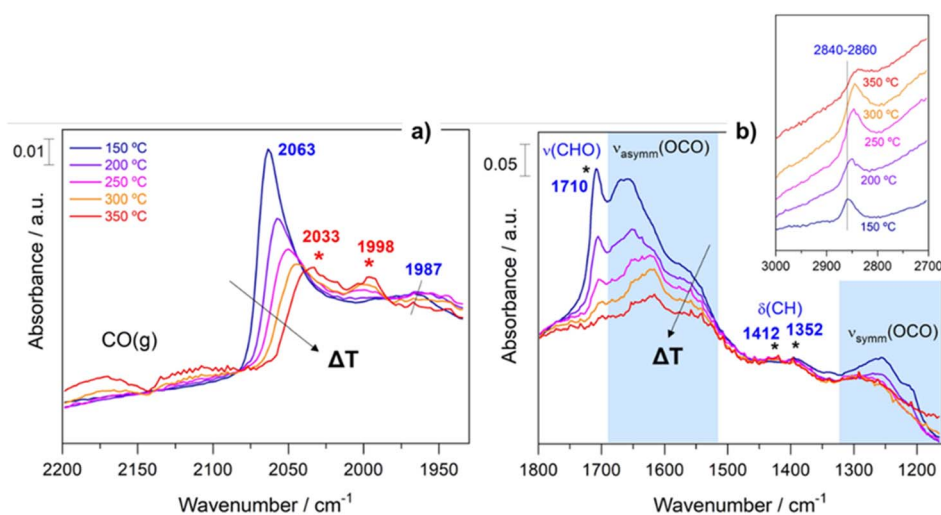 a)
0.01
150 ºC
200 ºC
250 ºC
300 ºC
350 ºC
2063
2033
*
1998
*
1987
CO(g)
ΔT
Absorbance / a.u.
2200 2150 2100 2050 2000 1950
Wavenumber / cm-1
b)
0.05
ν(CHO)
*
1710
νasymm(OCO)
ΔT
δ(CH)
1412 1352
* *
νsymm(OCO)
Absorbance / a.u.
1800 1700 1600 1500 1400 1300 1200
Wavenumber / cm-1
2840-2860
350 ºC
300 ºC
250 ºC
200 ºC
150 ºC
3000 2900 2800 2700